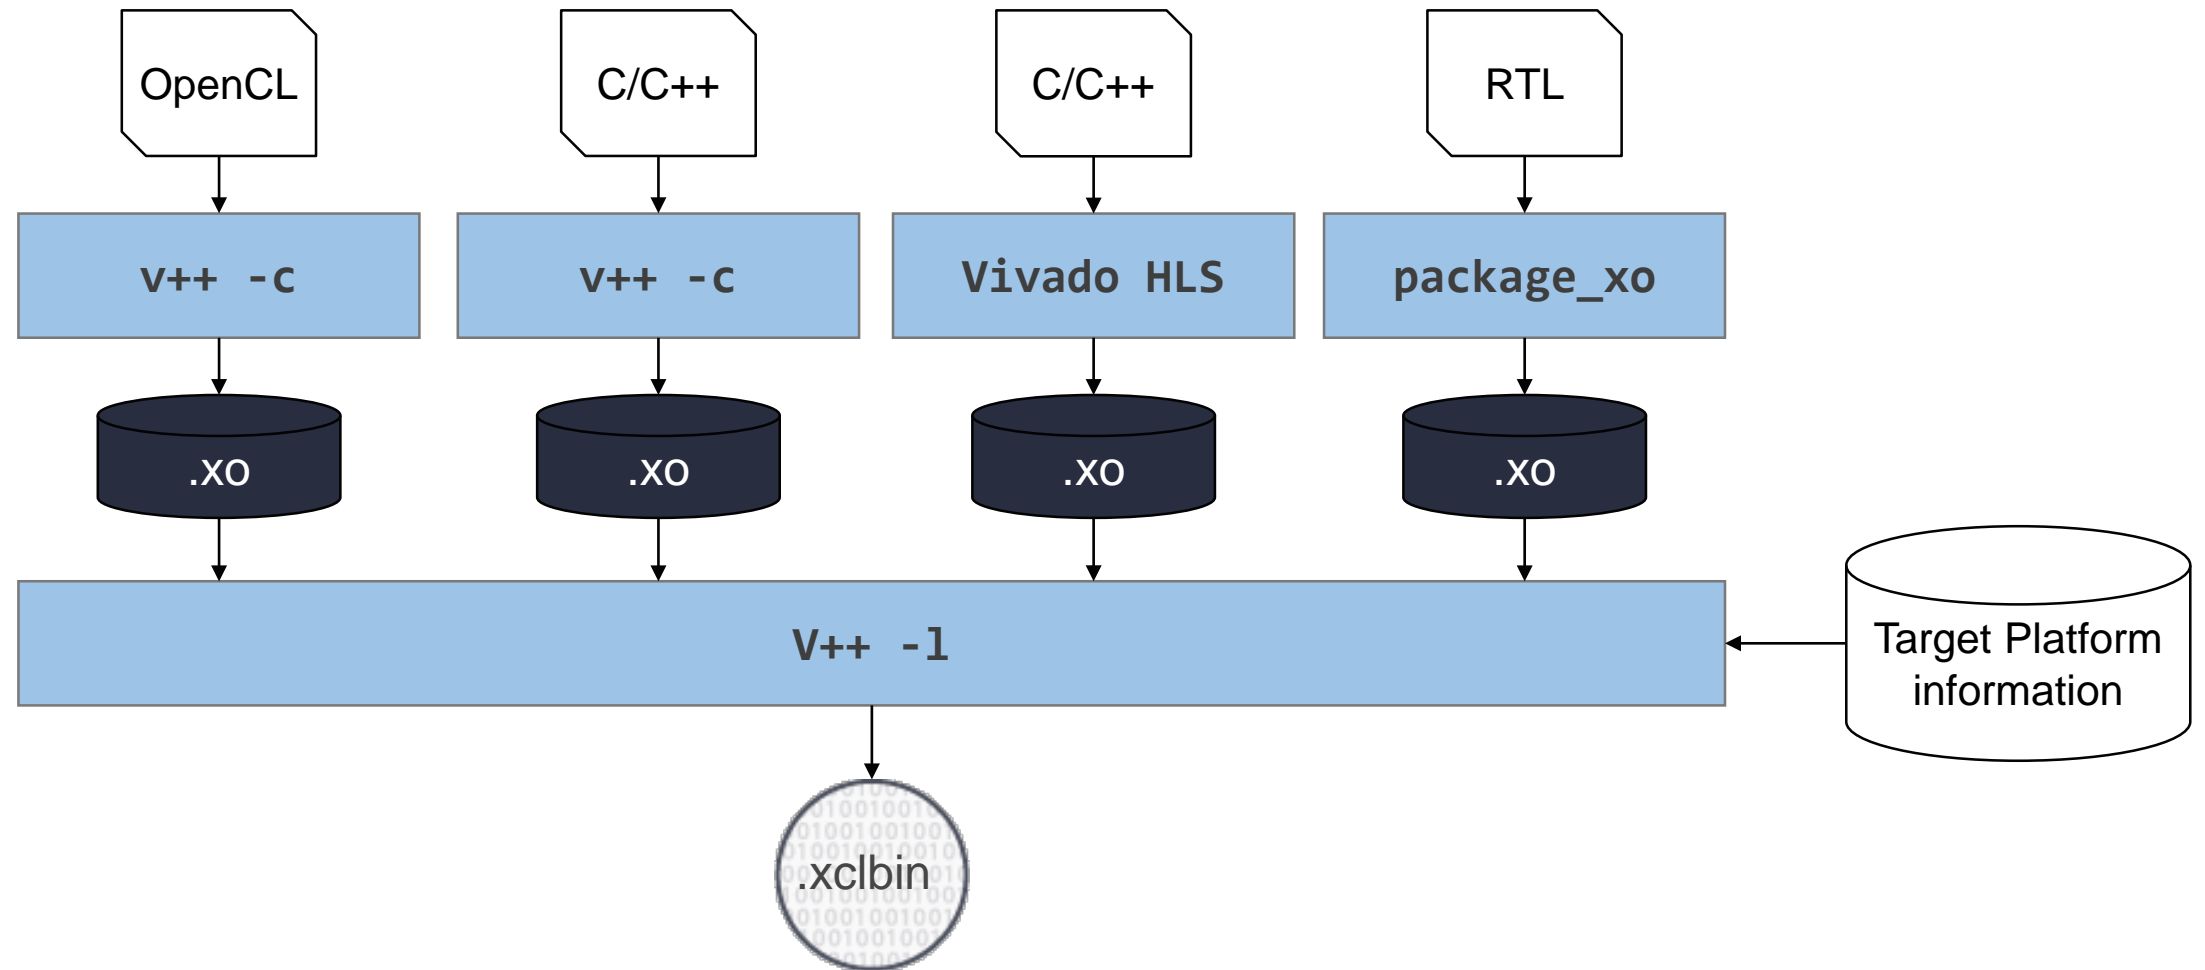 OpenCL
C/C++
C/C++
RTL
v++ -c
v++ -c
Vivado HLS
package_xo
.xo
.xo
.xo
.xo
V++ -l
Target Platform
information
.xclbin